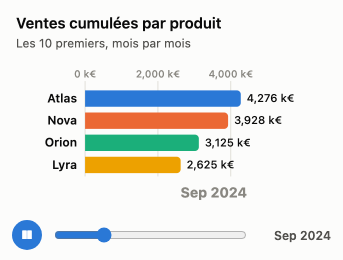 Ventes cumulées par produit
Les 10 premiers, mois par mois
0 k€ 2,000 k€ 4,000 k€
Atlas 4,276 k€
Nova 3,928 k€
Orion 3,125 k€
Lyra 2,625 k€
Sep 2024
Sep 2024